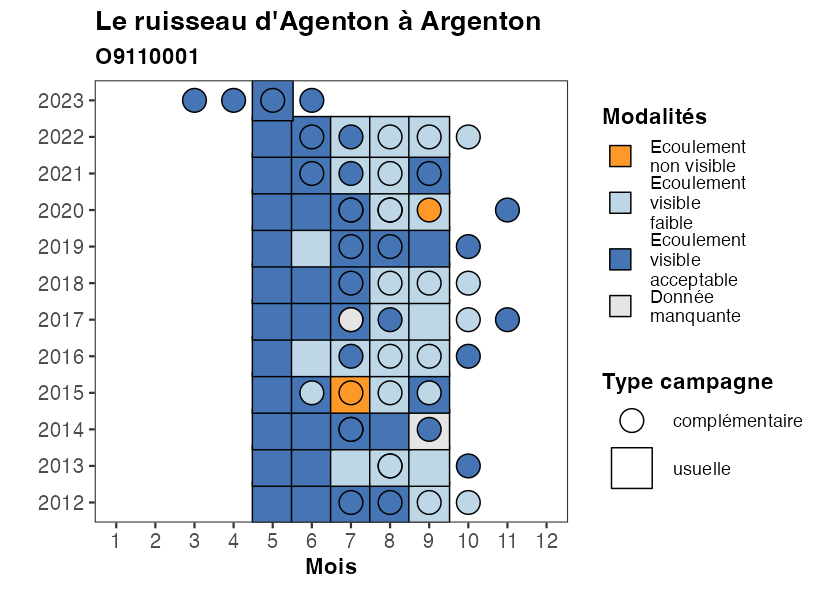 Le ruisseau d'Agenton à Argenton
O9110001
2023
2022
2021
2020
2019
2018
2017
2016
2015
2014
2013
2012
1 2 3 4 5 6 7 8 9 10 11 12
Mois
Modalités
Ecoulement
non visible
Ecoulement
visible
faible
Ecoulement
visible
acceptable
Donnée
manquante
Type campagne
complémentaire
usuelle